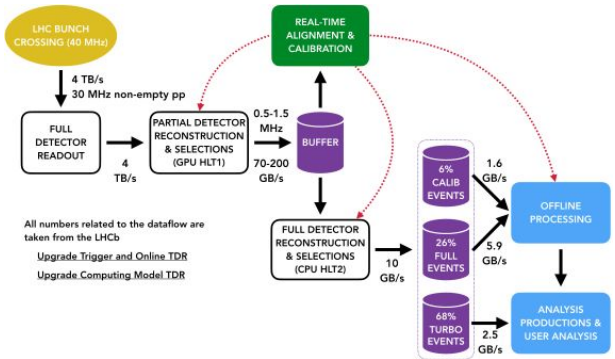 LHC BUNCH
CROSSING (40 MHz)
4 TB/s
30 MHz non-empty pp
FULL
DETECTOR
READOUT
4
TB/s
PARTIAL DETECTOR
RECONSTRUCTION
& SELECTIONS
(GPU HLT1)
0.5-1.5
MHz
70-200
GB/s
REAL-TIME
ALIGNMENT &
CALIBRATION
BUFFER
FULL DETECTOR
RECONSTRUCTION
& SELECTIONS
(CPU HLT2)
10
GB/s
6%
CALIB
EVENTS
26%
FULL
EVENTS
68%
TURBO
EVENTS
1.6
GB/s
5.9
GB/s
2.5
GB/s
OFFLINE
PROCESSING
ANALYSIS
PRODUCTIONS &
USER ANALYSIS
All numbers related to the dataflow are
taken from the LHCb
Upgrade Trigger and Online TDR
Upgrade Computing Model TDR